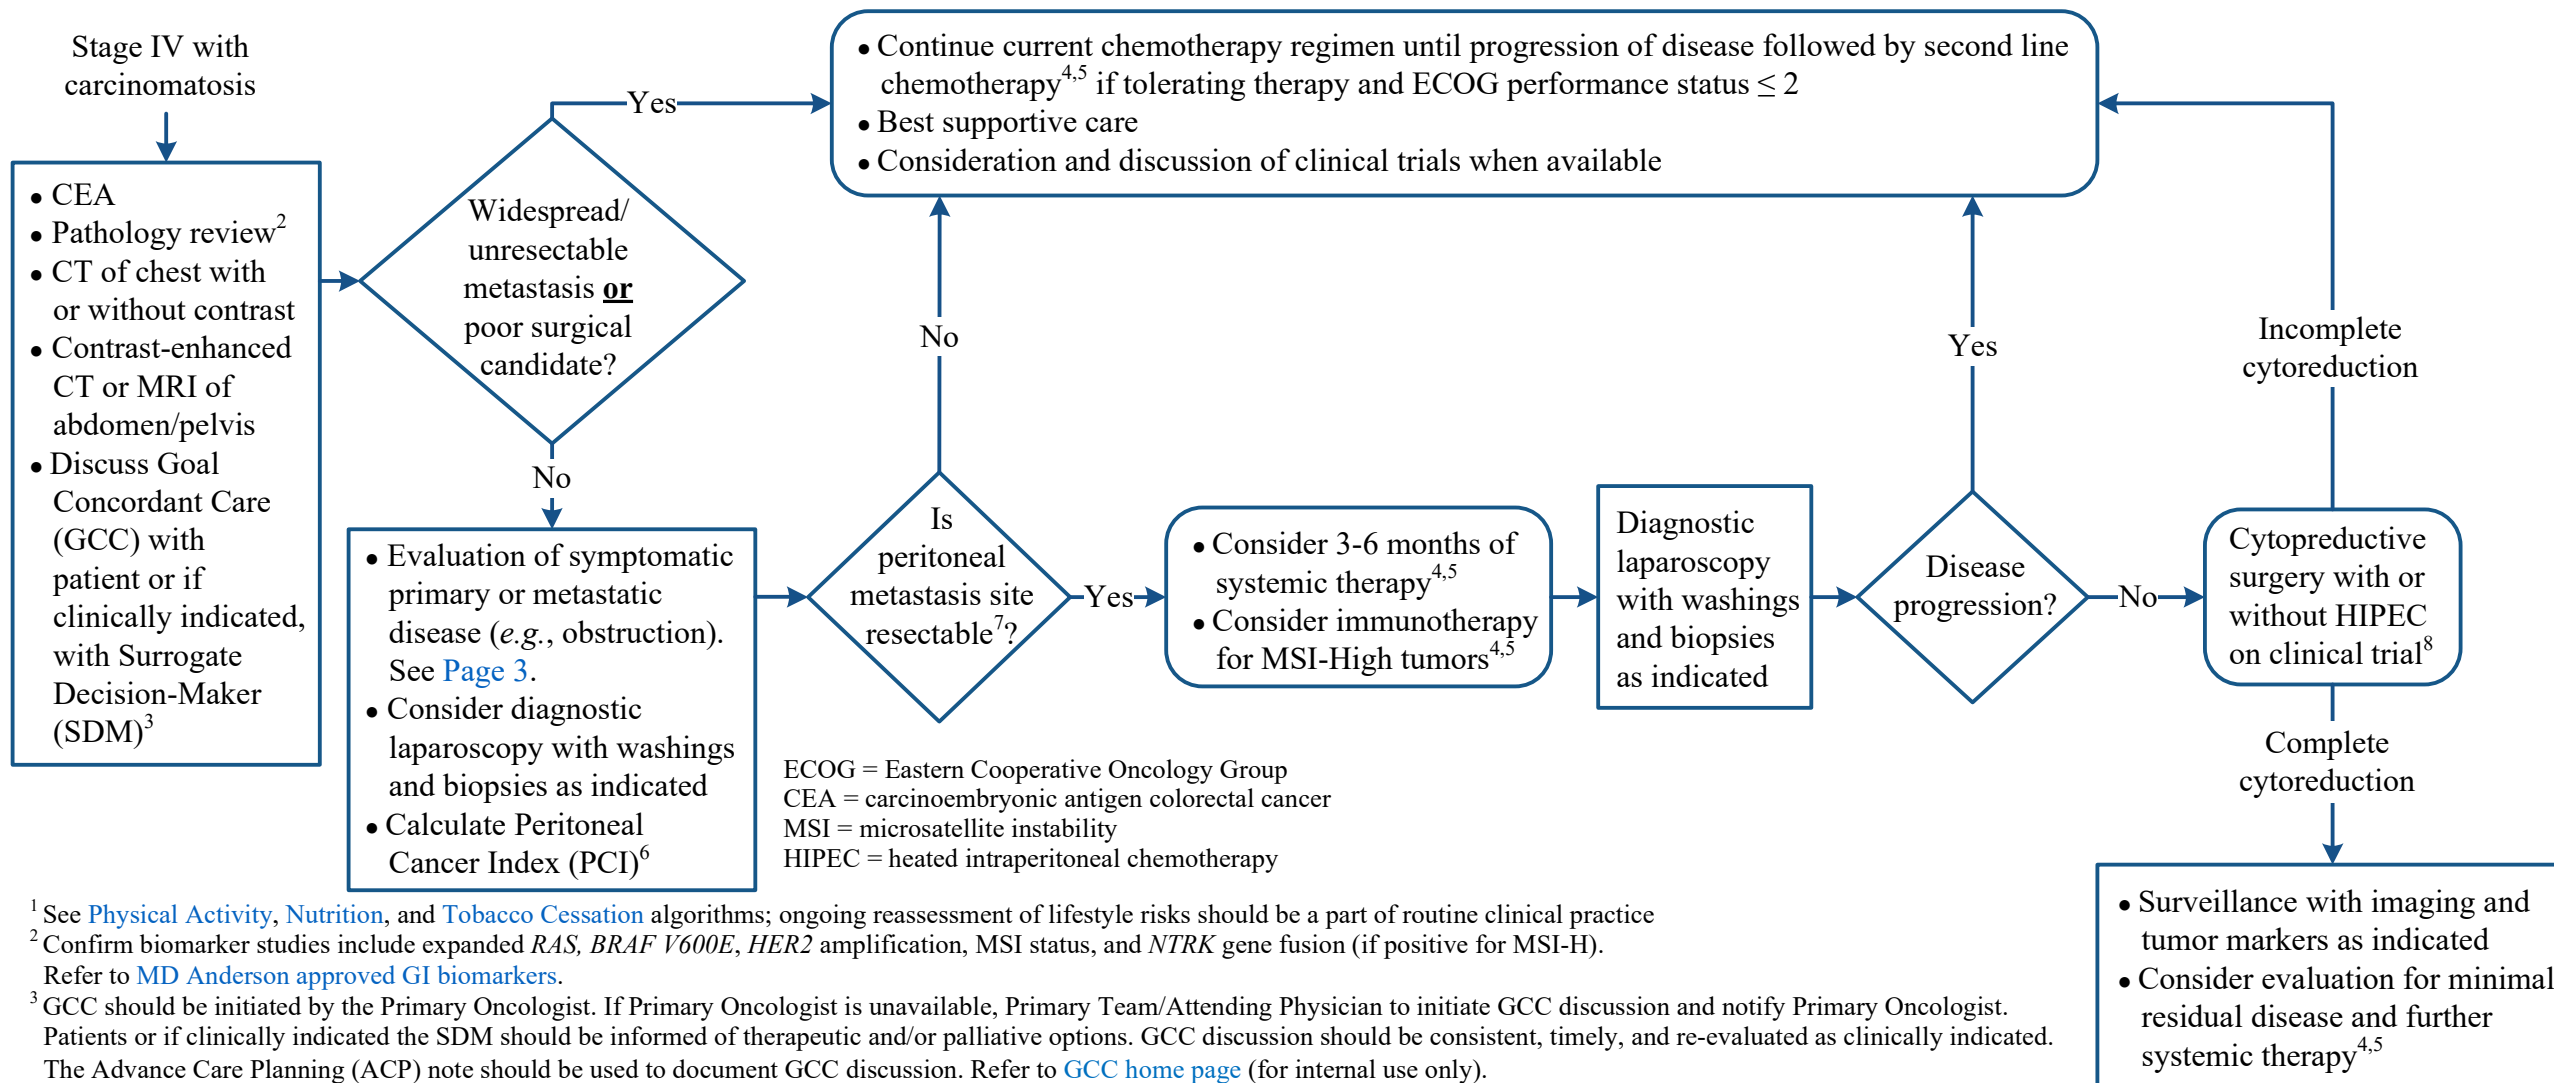 Stage IV with
carcinomatosis
• CEA
• Pathology review2
• CT of chest with
or without contrast
• Contrast-enhanced
CT or MRI of
abdomen/pelvis
• Discuss Goal
Concordant Care
(GCC) with
patient or if
clinically indicated,
with Surrogate
Decision-Maker
(SDM)3
Widespread/
unresectable
metastasis or
poor surgical
candidate?
Yes
No
• Continue current chemotherapy regimen until progression of disease followed by second line
chemotherapy4,5 if tolerating therapy and ECOG performance status ≤ 2
• Best supportive care
• Consideration and discussion of clinical trials when available
• Evaluation of symptomatic
primary or metastatic
disease (e.g., obstruction).
See Page 3.
• Consider diagnostic
laparoscopy with washings
and biopsies as indicated
• Calculate Peritoneal
Cancer Index (PCI)6
Is
peritoneal
metastasis site
resectable7?
No
Yes
• Consider 3-6 months of
systemic therapy4,5
• Consider immunotherapy
for MSI-High tumors4,5
Diagnostic
laparoscopy
with washings
and biopsies
as indicated
Disease
progression?
Yes
No
Cytopreductive
surgery with or
without HIPEC
on clinical trial8
Incomplete
cytoreduction
Complete
cytoreduction
• Surveillance with imaging and
tumor markers as indicated
• Consider evaluation for minimal
residual disease and further
systemic therapy4,5
ECOG = Eastern Cooperative Oncology Group
CEA = carcinoembryonic antigen colorectal cancer
MSI = microsatellite instability
HIPEC = heated intraperitoneal chemotherapy
1 See Physical Activity, Nutrition, and Tobacco Cessation algorithms; ongoing reassessment of lifestyle risks should be a part of routine clinical practice
2 Confirm biomarker studies include expanded RAS, BRAF V600E, HER2 amplification, MSI status, and NTRK gene fusion (if positive for MSI-H).
Refer to MD Anderson approved GI biomarkers.
3 GCC should be initiated by the Primary Oncologist. If Primary Oncologist is unavailable, Primary Team/Attending Physician to initiate GCC discussion and notify Primary Oncologist.
Patients or if clinically indicated the SDM should be informed of therapeutic and/or palliative options. GCC discussion should be consistent, timely, and re-evaluated as clinically indicated.
The Advance Care Planning (ACP) note should be used to document GCC discussion. Refer to GCC home page (for internal use only).